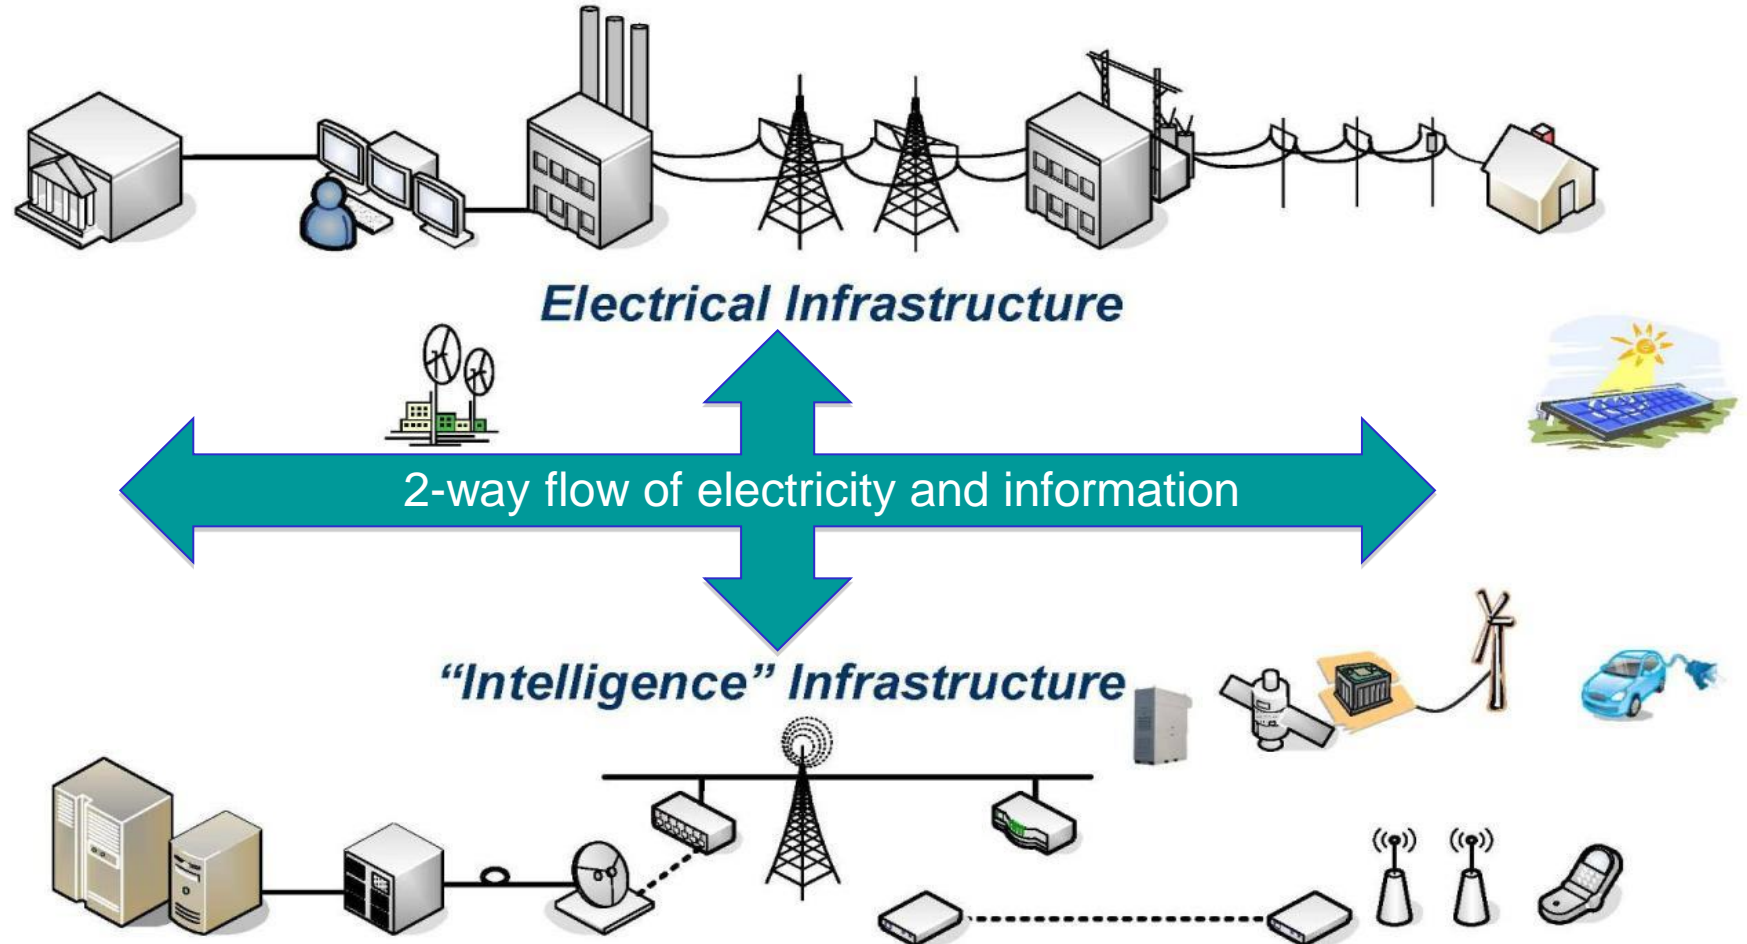 Electrical Infrastructure
2-way flow of electricity and information
“Intelligence” Infrastructure